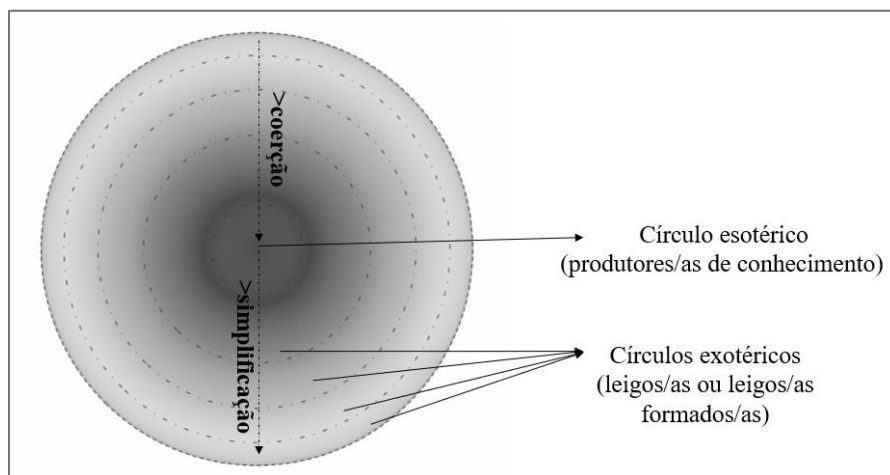 >coerção
>simplificação
Círculo esotérico
(produtores/as de conhecimento)
Círculos exotéricos
(leigos/as ou leigos/as
formados/as)